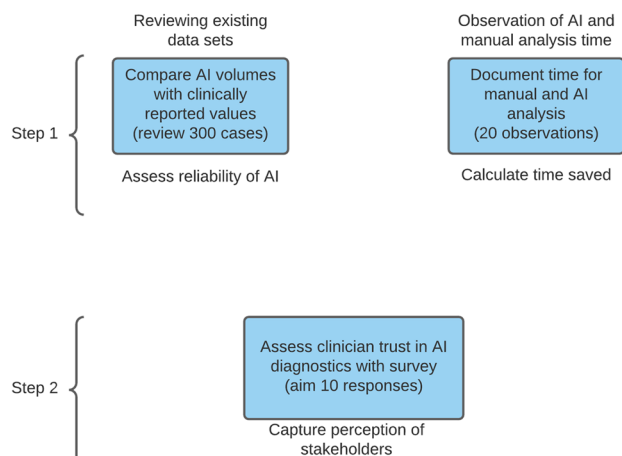 Reviewing existing
data sets
Observation of AI and
manual analysis time
Step 1
Compare AI volumes
with clinically
reported values
(review 300 cases)
Document time for
manual and AI
analysis
(20 observations)
Assess reliability of AI
Calculate time saved
Step 2
Assess clinician trust in AI
diagnostics with survey
(aim 10 responses)
Capture perception of
stakeholders